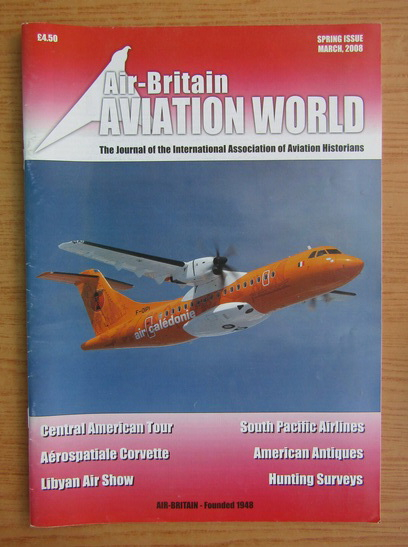 £4.50
SPRING ISSUE
MARCH, 2008
Air-Britain
AVIATION WORLD
The Journal of the International Association of Aviation Historians
air calédonie
Central American Tour
South Pacific Airlines
Aérospatiale Corvette
American Antiques
Libyan Air Show
Hunting Surveys
AIR-BRITAIN - Founded 1948